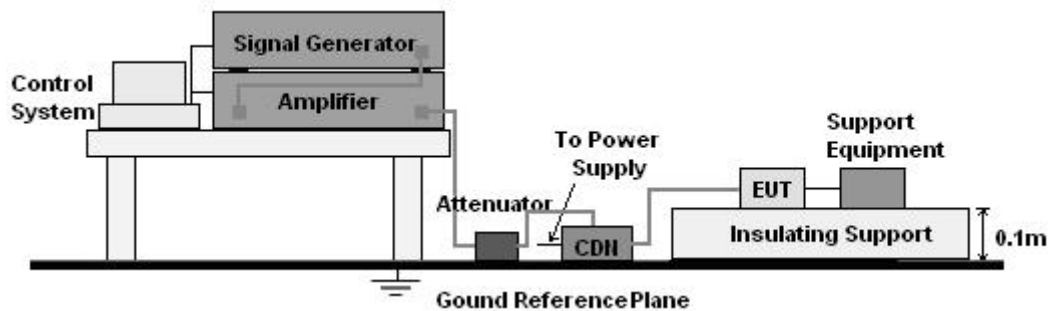 Signal Generator
Control
System
Amplifier
To Power
Supply
Support
Equipment
Attenuator
EUT
CDN
Insulating Support
0.1m
Gound Reference Plane